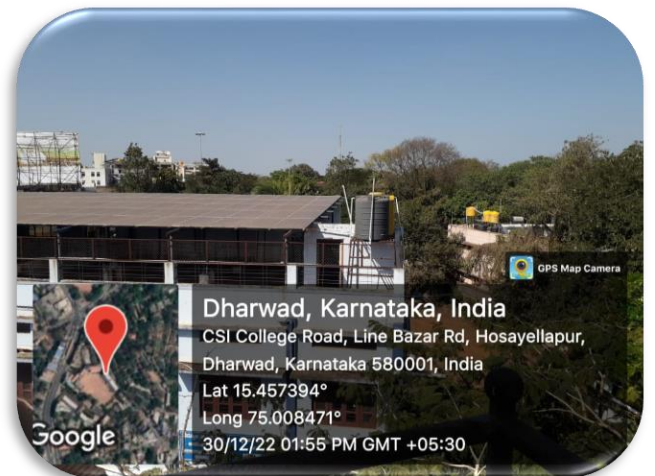 GPS Map Camera
Dharwad, Karnataka, India
CSI College Road, Line Bazar Rd, Hosayellapur,
Dharwad, Karnataka 580001, India
Lat 15.457394°
Long 75.008471°
30/12/22 01:55 PM GMT +05:30
Google